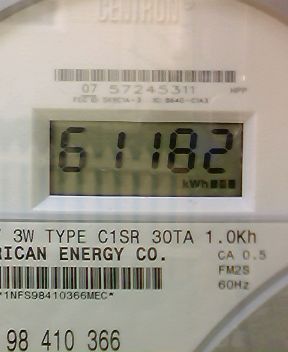 CENTRON
07 57245311 HPP
61182
kWh
3W TYPE C1SR 30TA 1.0Kh
RICAN ENERGY CO. CA 0.5
FM2S
*1NFS98410366MEC* 60Hz
98 410 366